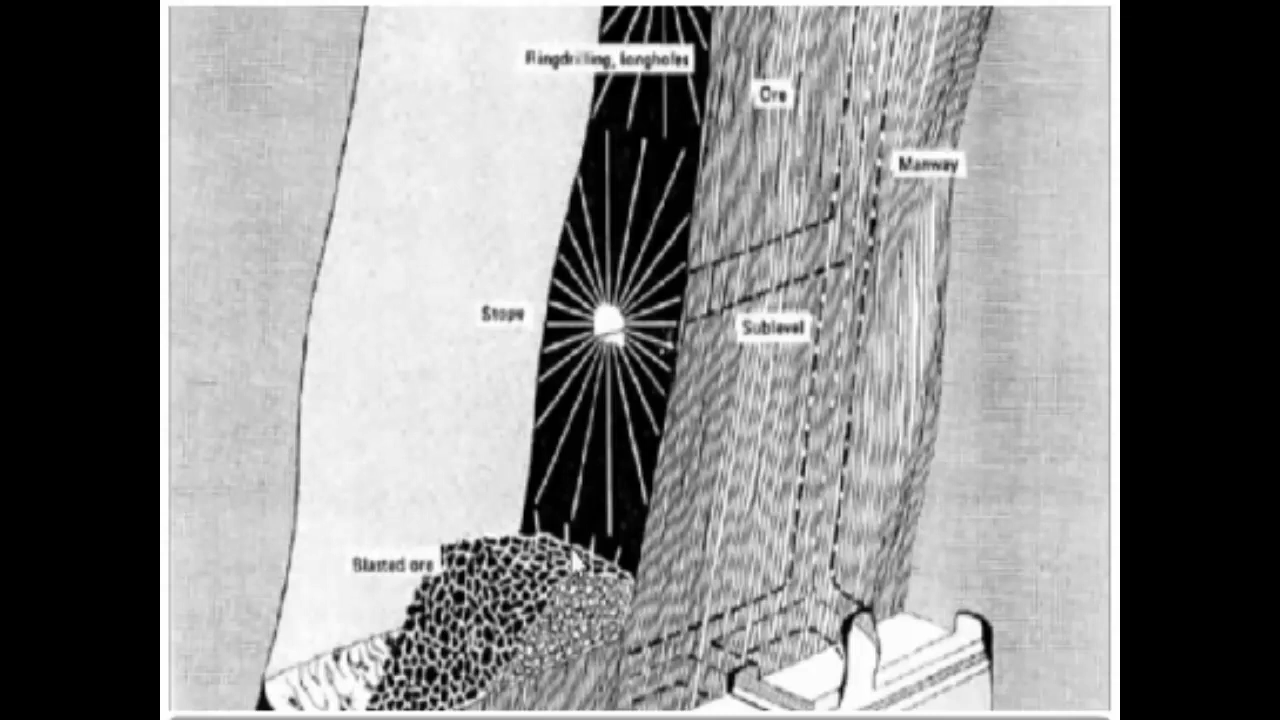 Ringdrilling, longholes
Ore
Manway
Stope
Sublevel
Blasted ore